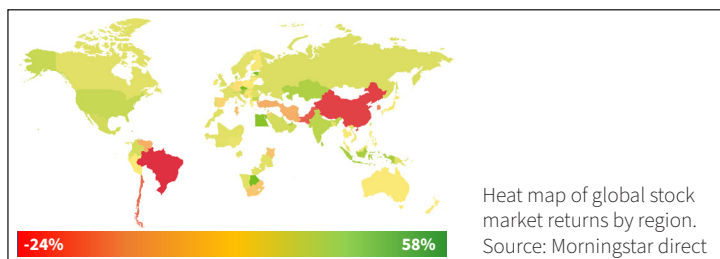 -24%
58%
Heat map of global stock
market returns by region.
Source: Morningstar direct